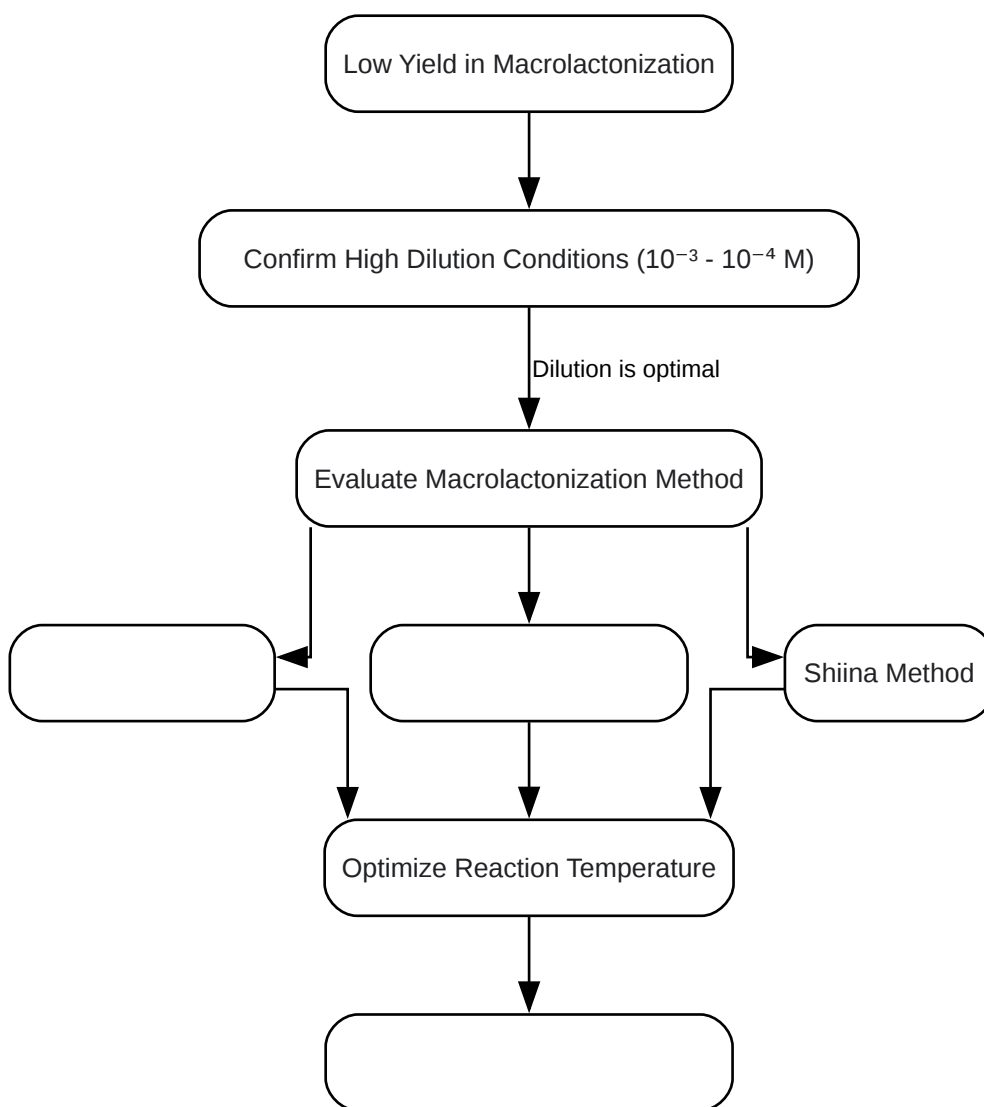 Low Yield in Macrolactonization
Confirm High Dilution Conditions (10⁻³ - 10⁻⁴ M)
Dilution is optimal
Evaluate Macrolactonization Method
Shiina Method
Optimize Reaction Temperature